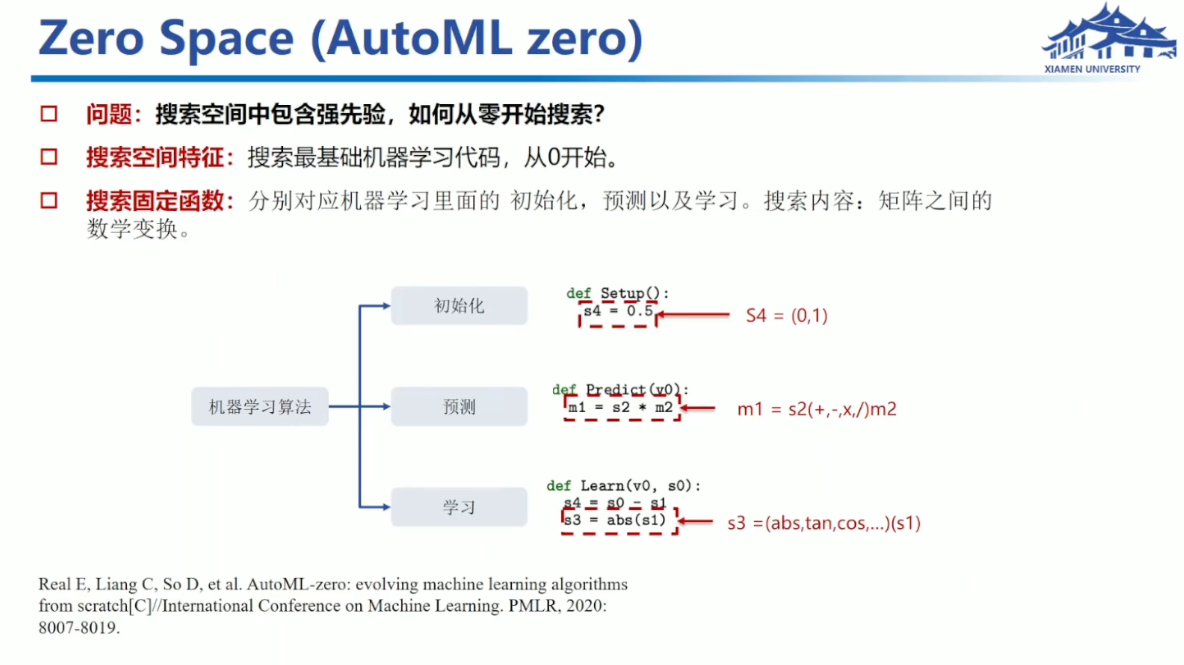 Zero Space (AutoML zero)
XIAMEN UNIVERSITY
问题：搜索空间中包含强先验，如何从零开始搜索？
搜索空间特征：搜索最基础机器学习代码，从0开始。
搜索固定函数：分别对应机器学习里面的 初始化，预测以及学习。搜索内容：矩阵之间的
数学变换。
初始化
def Setup():
s4 = 0.5
S4 = (0,1)
机器学习算法
预测
def Predict(v0):
m1 = s2 * m2
m1 = s2(+,-,x,/)m2
学习
def Learn(v0, s0):
s4 = s0 - s1
s3 = abs(s1)
s3 =(abs,tan,cos,...)(s1)
Real E, Liang C, So D, et al. AutoML-zero: evolving machine learning algorithms
from scratch[C]//International Conference on Machine Learning. PMLR, 2020:
8007-8019.